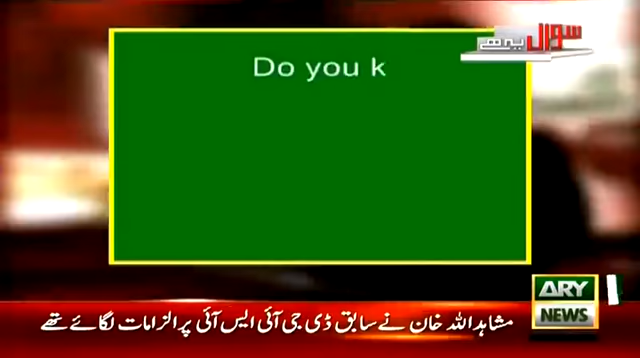 سوال یہ ہے
Do you k
ARY
NEWS
مشاہد اللہ خان نے سابق ڈی جی آئی ایس آئی پر الزامات لگائے تھے